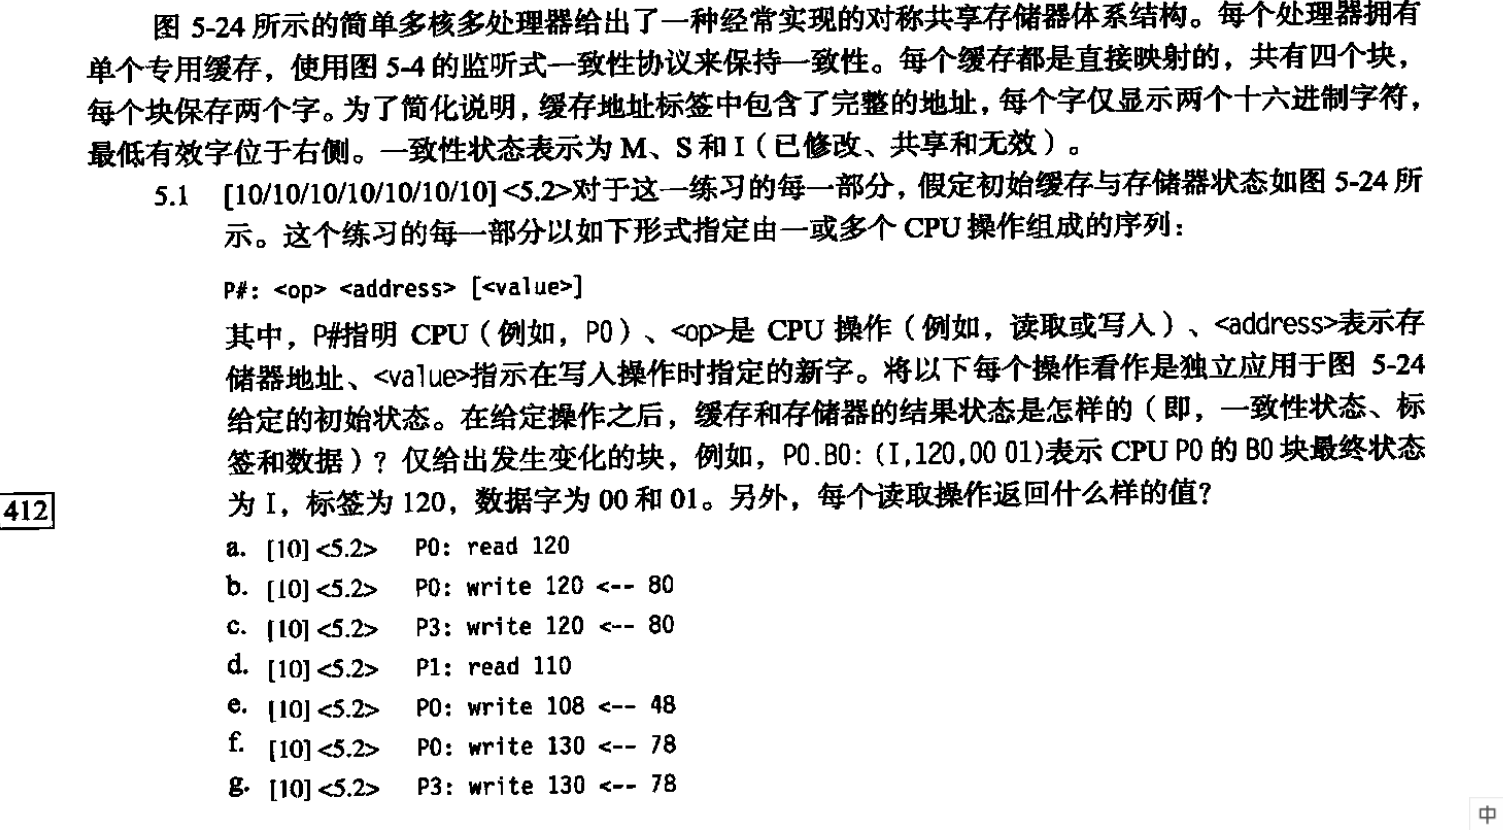 图 5-24 所示的简单多核多处理器给出了一种经常实现的对称共享存储器体系结构。每个处理器拥有
单个专用缓存，使用图 5-4 的监听式一致性协议来保持一致性。每个缓存都是直接映射的，共有四个块，
每个块保存两个字。为了简化说明，缓存地址标签中包含了完整的地址，每个字仅显示两个十六进制字符，
最低有效字位于右侧。一致性状态表示为 M、S 和 I（已修改、共享和无效）。
5.1 [10/10/10/10/10/10/10] <5.2>对于这一练习的每一部分，假定初始缓存与存储器状态如图 5-24 所
示。这个练习的每一部分以如下形式指定由一或多个 CPU 操作组成的序列：
P#: <op> <address> [<value>]
其中，P#指明 CPU（例如，P0）、<op>是 CPU 操作（例如，读取或写入）、<address>表示存
储器地址、<value>指示在写入操作时指定的新字。将以下每个操作看作是独立应用于图 5-24
给定的初始状态。在给定操作之后，缓存和存储器的结果状态是怎样的（即，一致性状态、标
签和数据）？仅给出发生变化的块，例如，P0.B0: (I,120,00 01)表示 CPU P0 的 B0 块最终状态
为 I，标签为 120，数据字为 00 和 01。另外，每个读取操作返回什么样的值？
412
a. [10] <5.2> P0: read 120
b. [10] <5.2> P0: write 120 <-- 80
c. [10] <5.2> P3: write 120 <-- 80
d. [10] <5.2> P1: read 110
e. [10] <5.2> P0: write 108 <-- 48
f. [10] <5.2> P0: write 130 <-- 78
g. [10] <5.2> P3: write 130 <-- 78
中